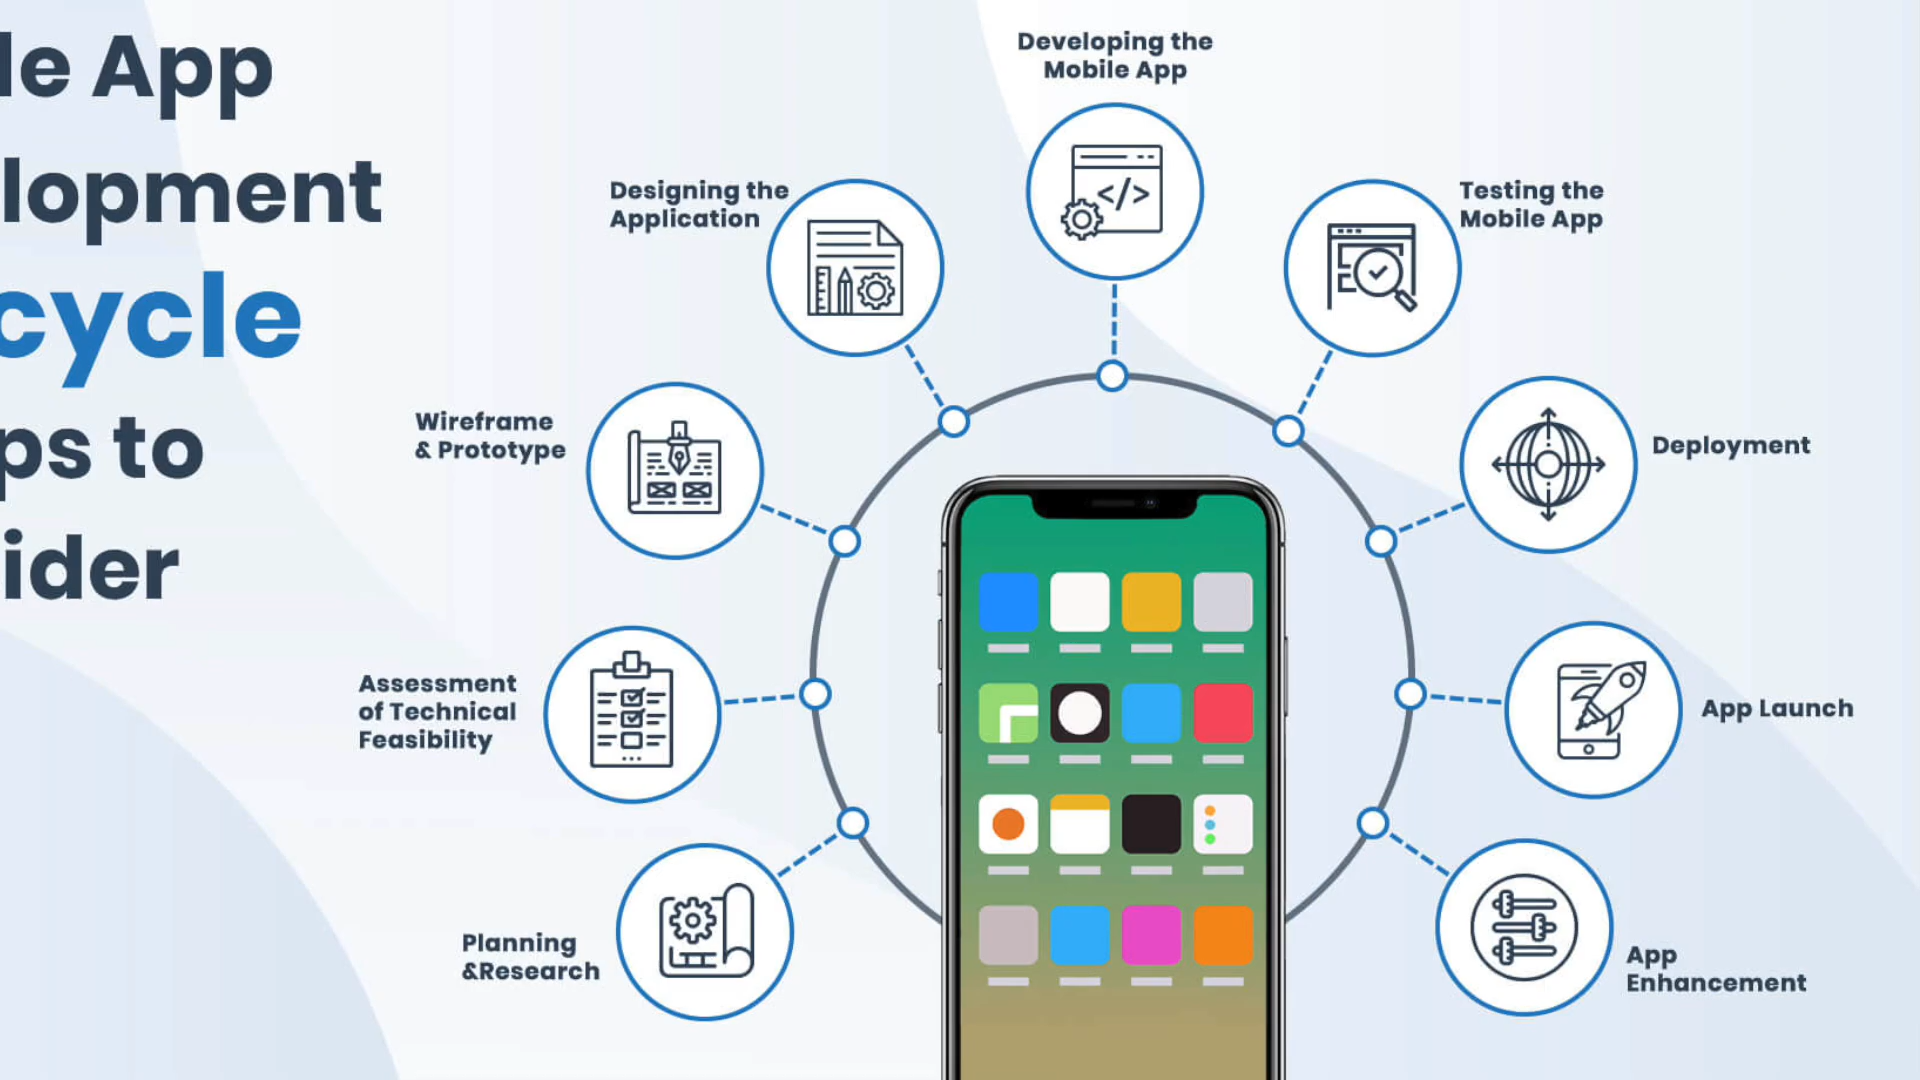 le App
lopment
cycle
ps to
ider
Developing the
Mobile App
Designing the
Application
Testing the
Mobile App
Wireframe
& Prototype
Deployment
Assessment
of Technical
Feasibility
App Launch
Planning
&Research
App
Enhancement